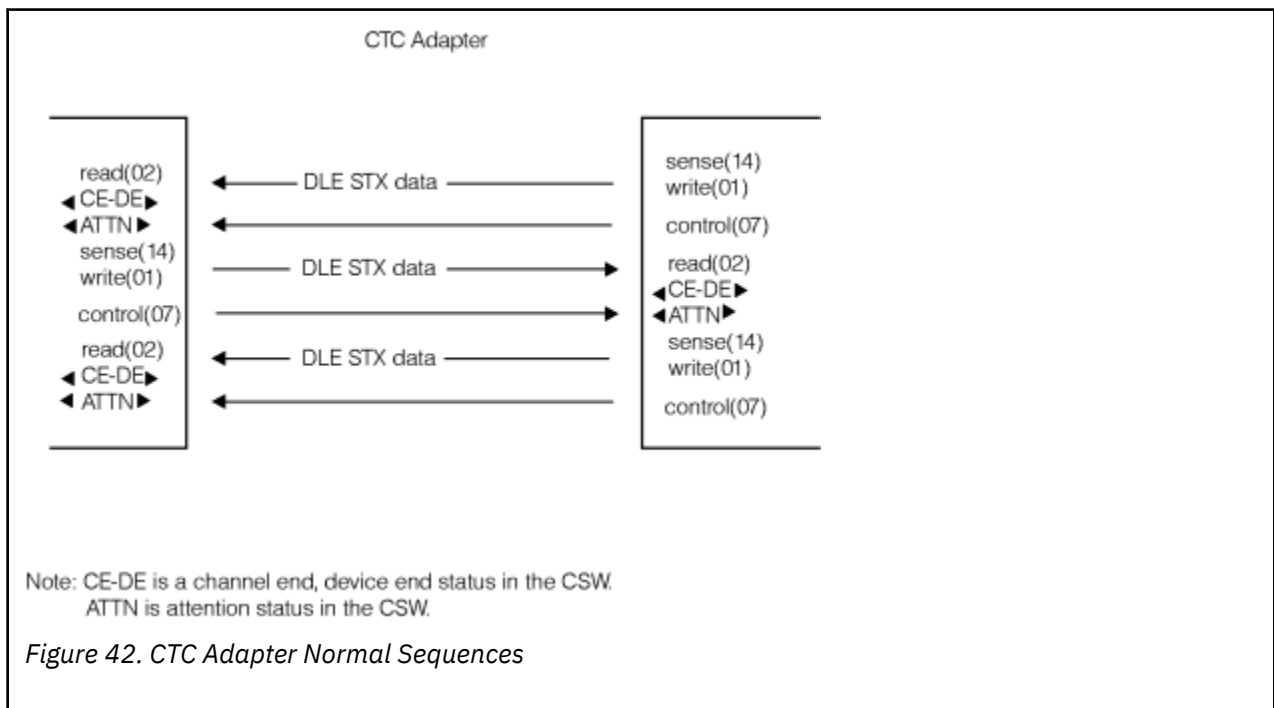 CTC Adapter
read(02)
CE-DE
ATTN
sense(14)
write(01)
control(07)
read(02)
CE-DE
ATTN
DLE STX data
DLE STX data
DLE STX data
sense(14)
write(01)
control(07)
read(02)
CE-DE
ATTN
sense(14)
write(01)
control(07)
Note: CE-DE is a channel end, device end status in the CSW.
ATTN is attention status in the CSW.
Figure 42. CTC Adapter Normal Sequences